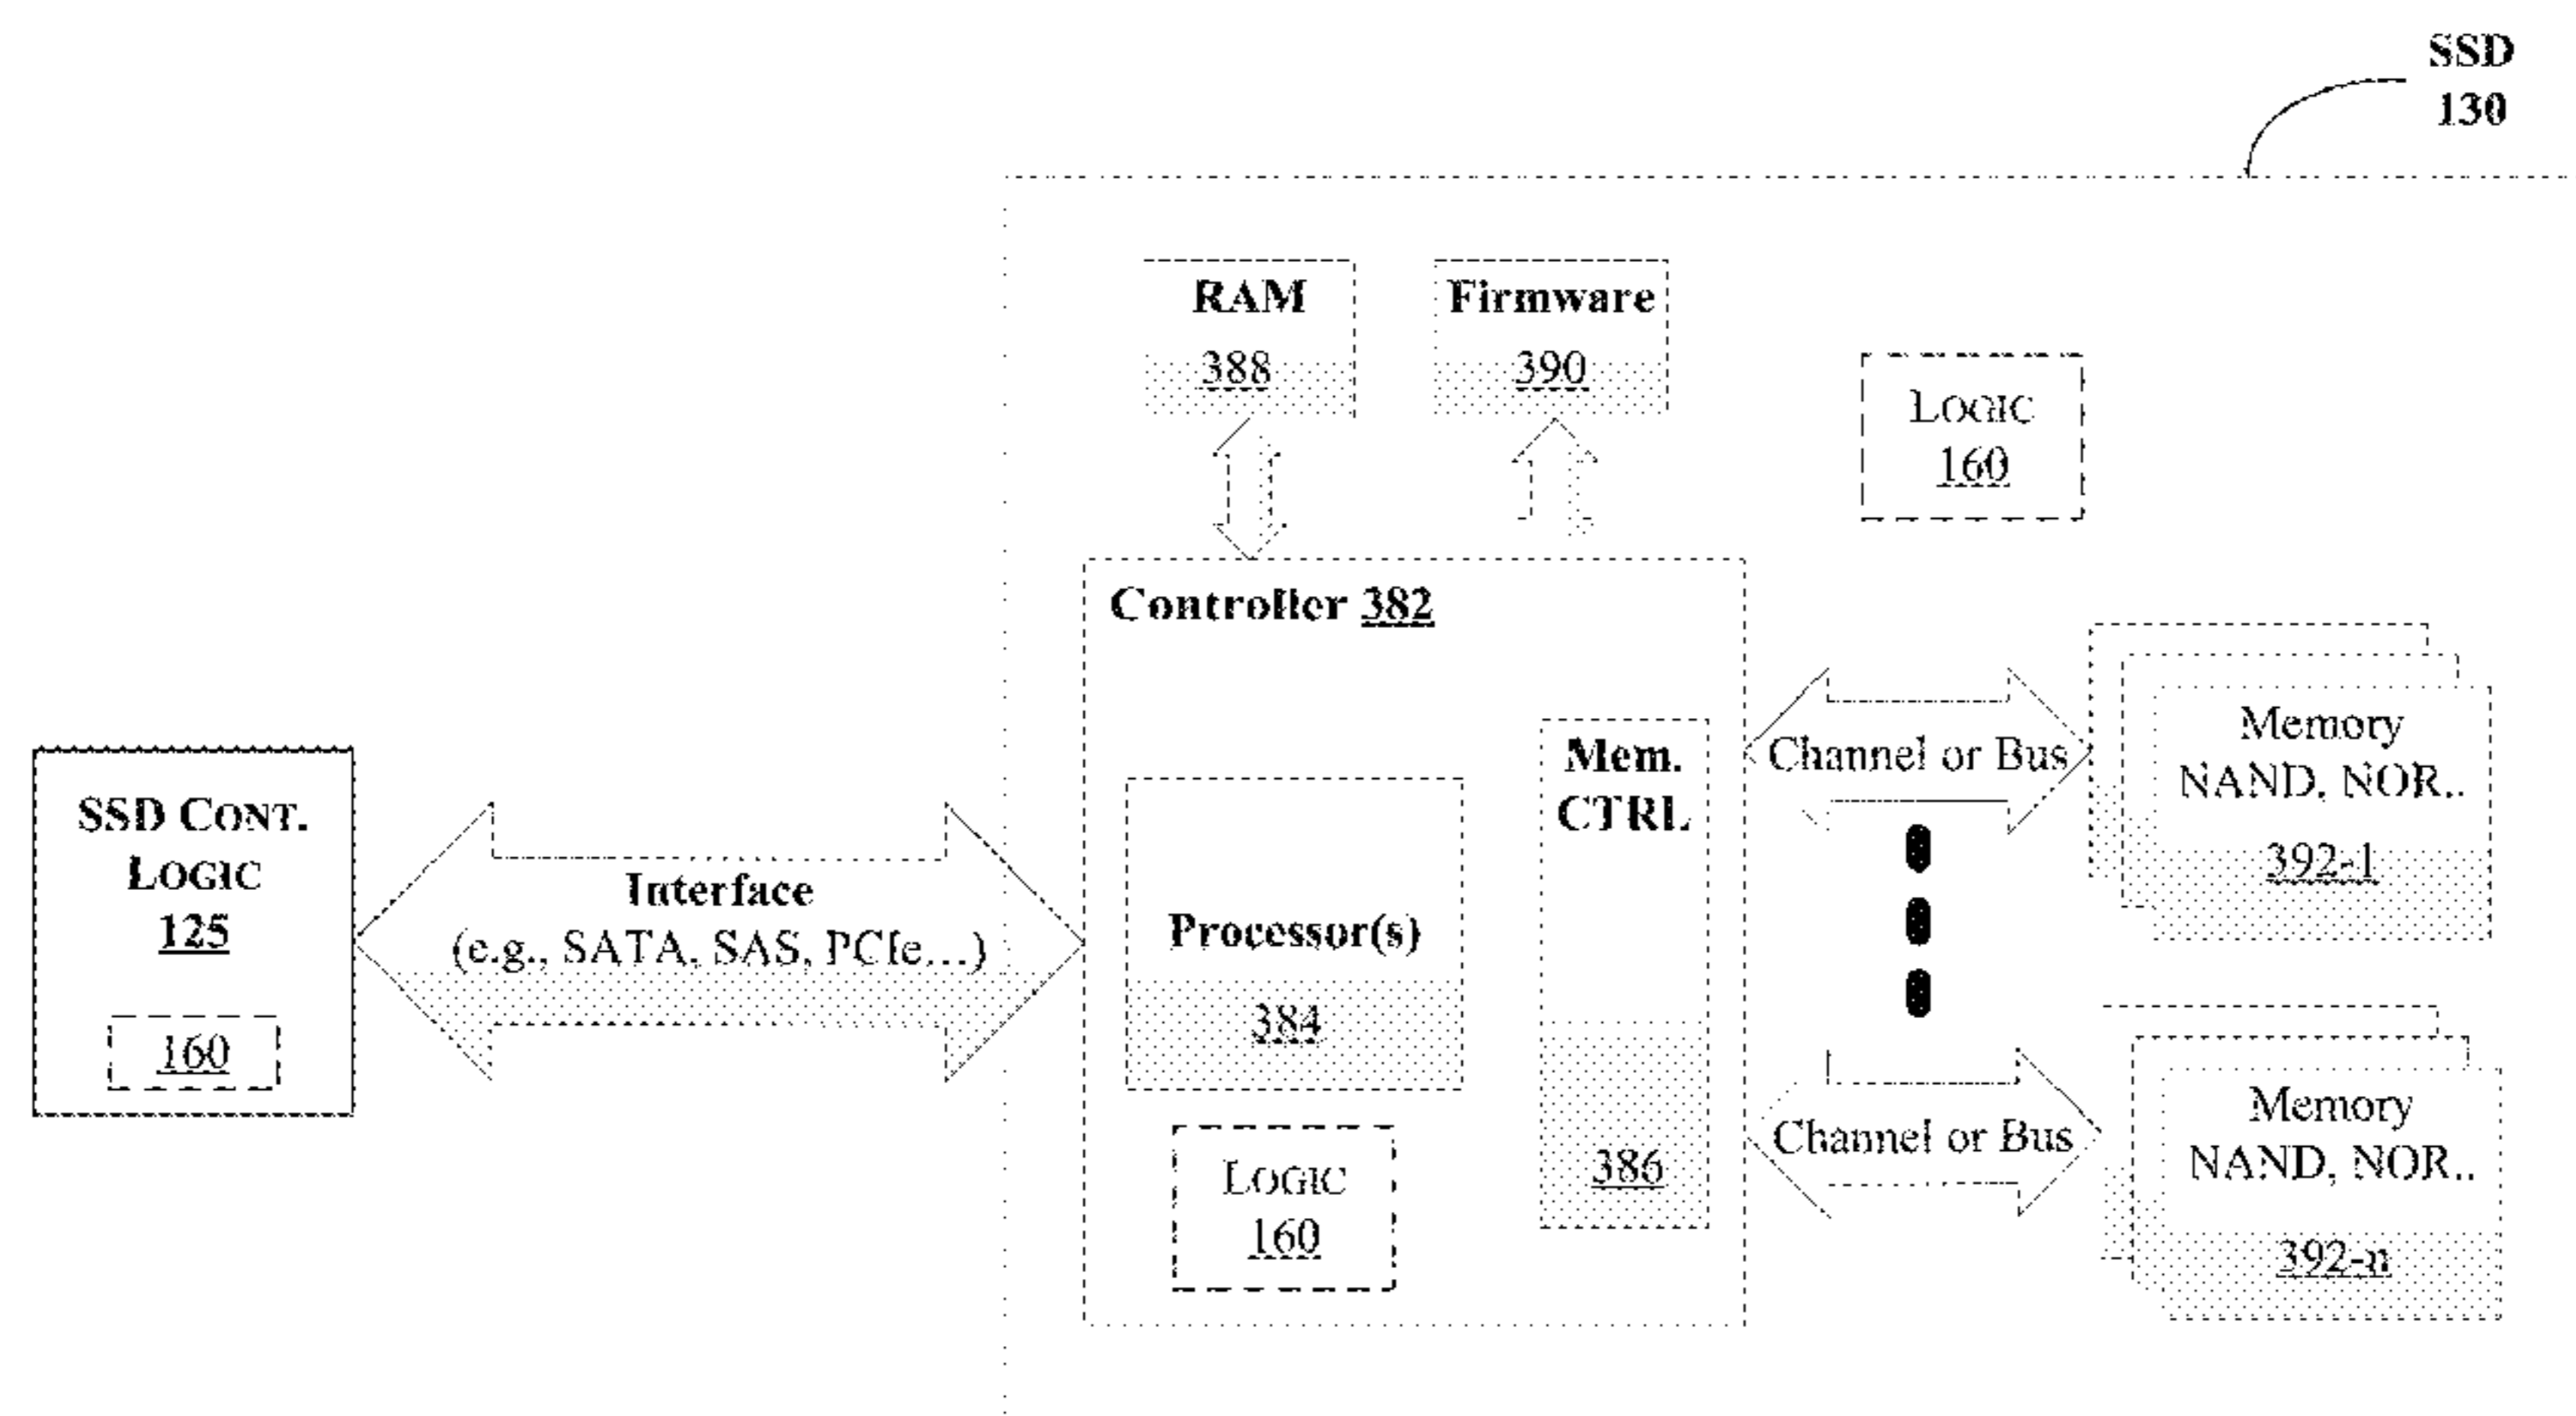 SSD
130
RAM
388
Firmware
390
LOGIC
160
Controller 382
SSD CONT.
LOGIC
125
160
Interface
(e.g., SATA, SAS, PCIe...)
Processor(s)
384
LOGIC
160
Mem.
CTRL
386
Channel or Bus
Memory
NAND, NOR..
392-1
Channel or Bus
Memory
NAND, NOR..
392-n